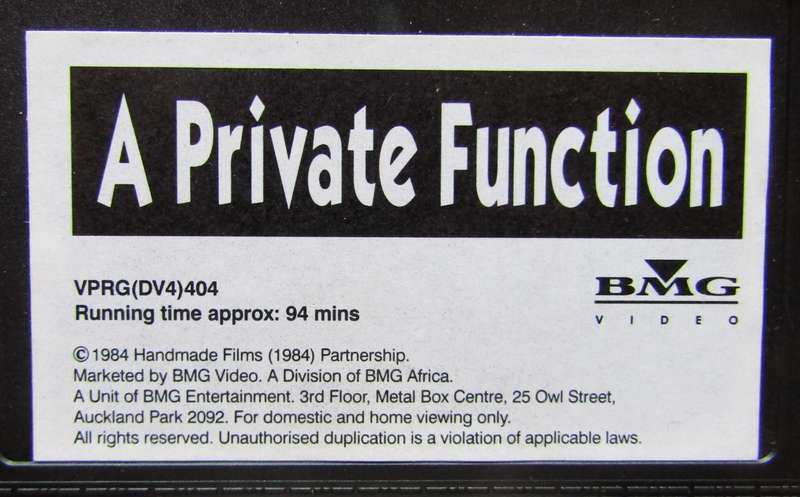 A Private Function
VPRG(DV4)404
Running time approx: 94 mins
BMG
VIDEO
©1984 Handmade Films (1984) Partnership.
Marketed by BMG Video. A Division of BMG Africa.
A Unit of BMG Entertainment. 3rd Floor, Metal Box Centre, 25 Owl Street,
Auckland Park 2092. For domestic and home viewing only.
All rights reserved. Unauthorised duplication is a violation of applicable laws.